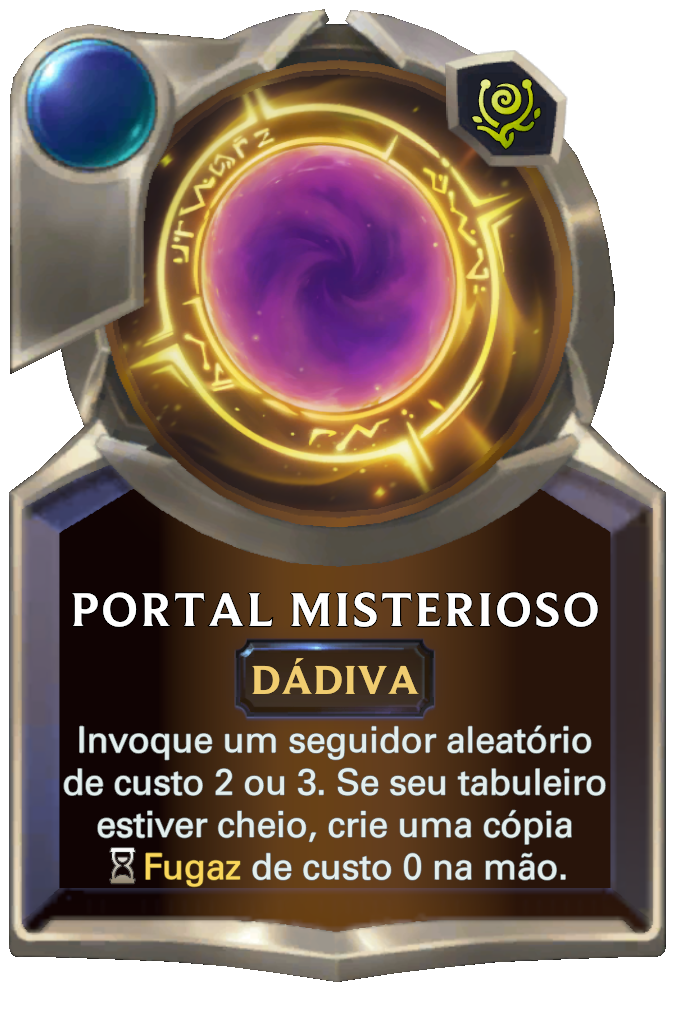 PORTAL MISTERIOSO
DÁDIVA
Invoque um seguidor aleatório
de custo 2 ou 3. Se seu tabuleiro
estiver cheio, crie uma cópia
Fugaz de custo 0 na mão.